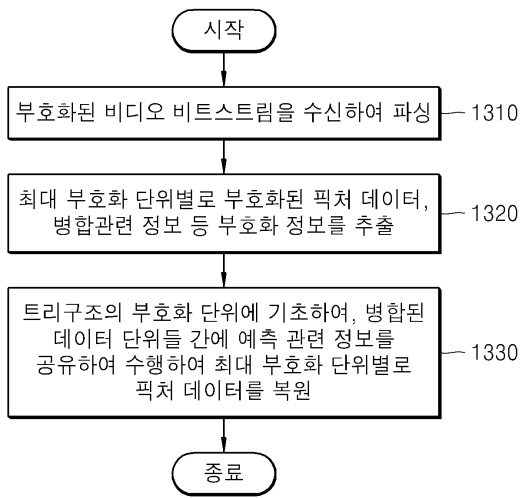 시작
부호화된 비디오 비트스트림을 수신하여 파싱
1310
최대 부호화 단위별로 부호화된 픽처 데이터,
병합관련 정보 등 부호화 정보를 추출
1320
트리구조의 부호화 단위에 기초하여, 병합된
데이터 단위들 간에 예측 관련 정보를
공유하여 수행하여 최대 부호화 단위별로
픽처 데이터를 복원
1330
종료